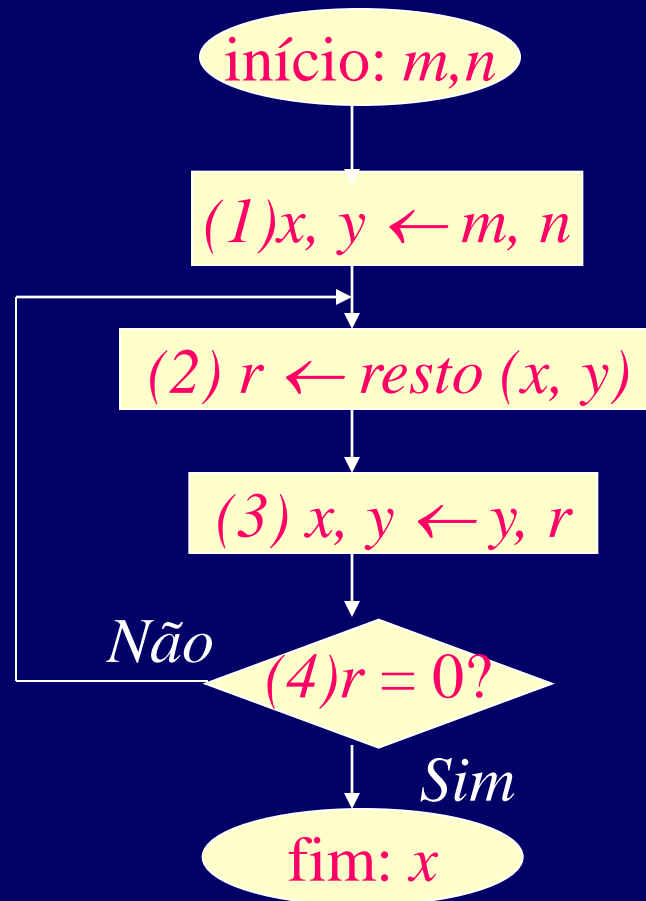 início: m,n
(1)x, y ← m, n
(2) r ← resto (x, y)
(3) x, y ← y, r
Não
(4)r = 0?
Sim
fim: x